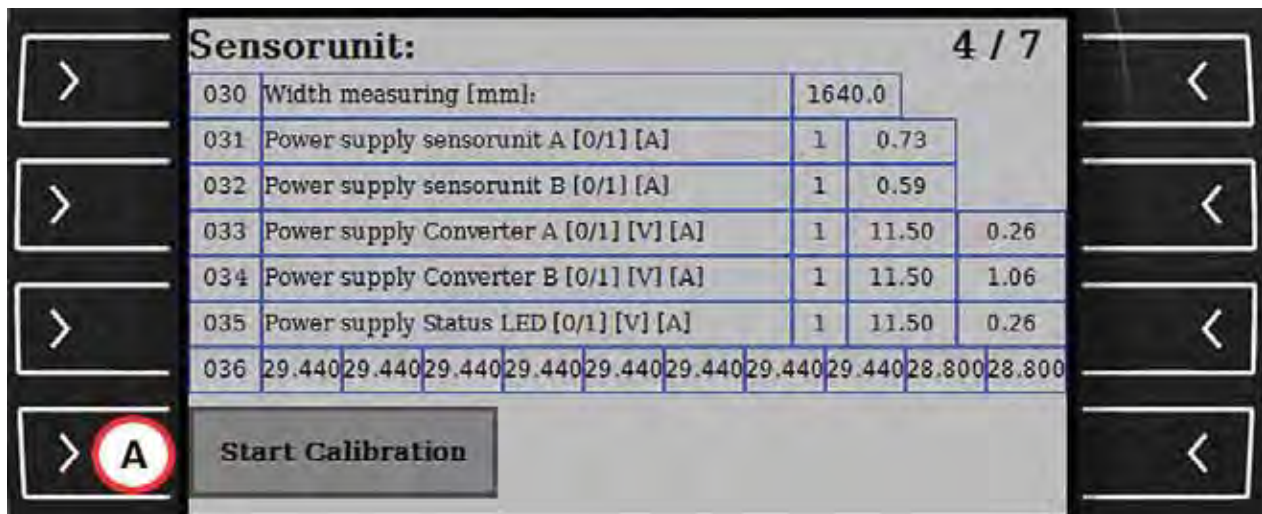 Sensorunit: 4 / 7
030 Width measuring [mm]: 1640.0
031 Power supply sensorunit A [0/1] [A] 1 0.73
032 Power supply sensorunit B [0/1] [A] 1 0.59
033 Power supply Converter A [0/1] [V] [A] 1 11.50 0.26
034 Power supply Converter B [0/1] [V] [A] 1 11.50 1.06
035 Power supply Status LED [0/1] [V] [A] 1 11.50 0.26
036 29.440 29.440 29.440 29.440 29.440 29.440 29.440 29.440 28.800 28.800
A Start Calibration